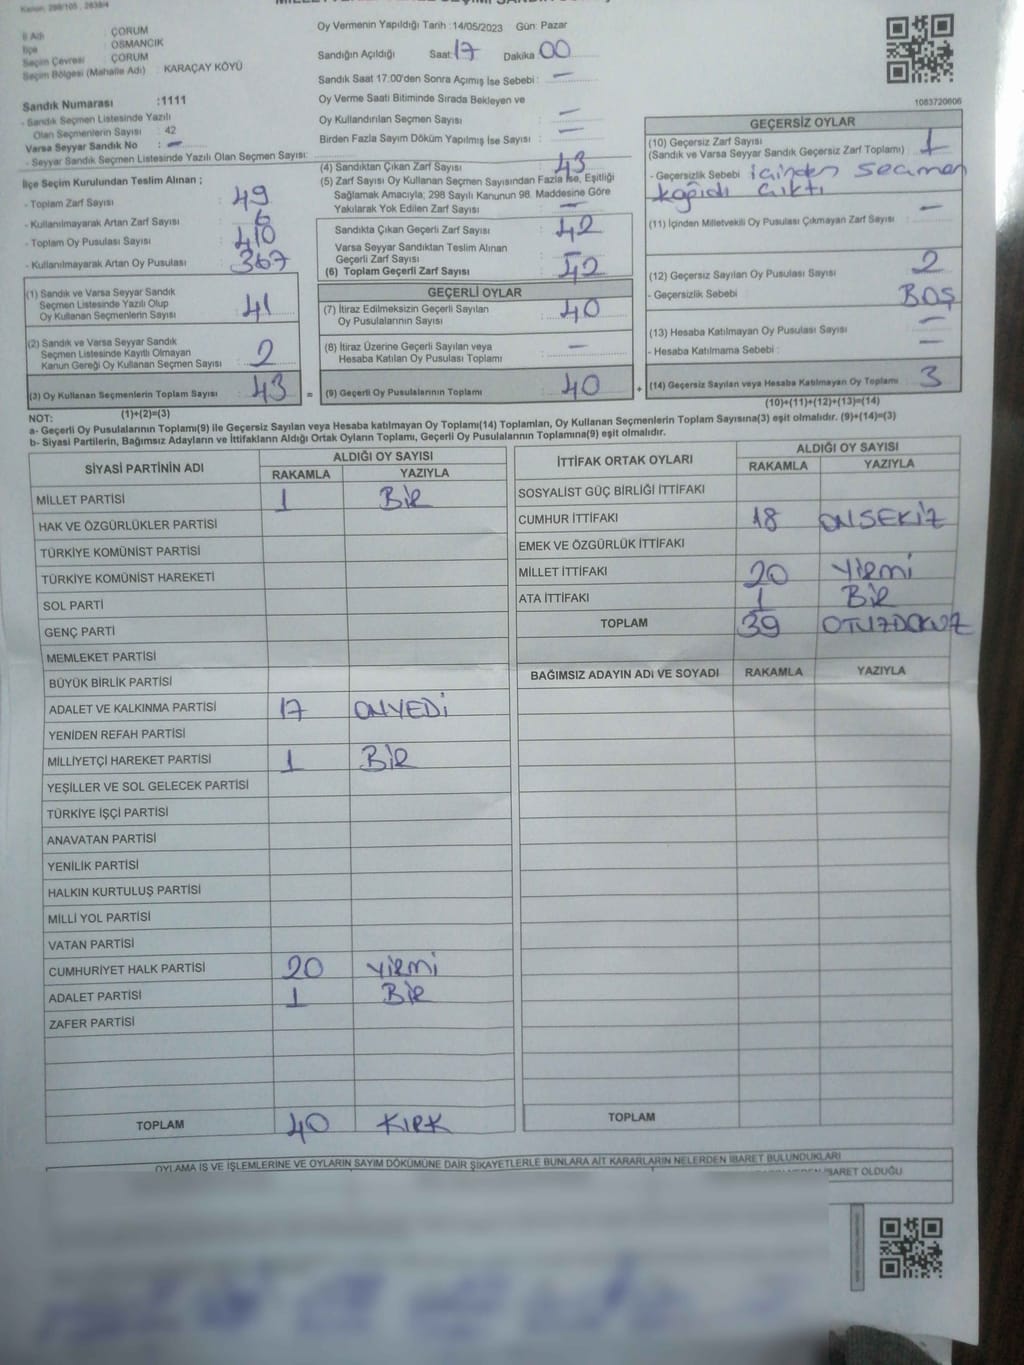 Kanun: 298/105 , 2839/4
İl Adı : ÇORUM
İlçe : OSMANCIK
Seçim Çevresi : ÇORUM
Seçim Bölgesi (Mahalle Adı) : KARAÇAY KÖYÜ
Sandık Numarası :1111
- Sandık Seçmen Listesinde Yazılı
Olan Seçmenlerin Sayısı : 42
Varsa Seyyar Sandık No : –
- Seyyar Sandık Seçmen Listesinde Yazılı Olan Seçmen Sayısı:
Oy Vermenin Yapıldığı Tarih : 14/05/2023 Gün: Pazar
Sandığın Açıldığı Saat: 17 Dakika 00
Sandık Saat 17:00'den Sonra Açımış İse Sebebi : –
Oy Verme Saati Bitiminde Sırada Bekleyen ve
Oy Kullandırılan Seçmen Sayısı : –
Birden Fazla Sayım Döküm Yapılmış İse Sayısı : –
1083720606
İlçe Seçim Kurulundan Teslim Alınan ;
- Toplam Zarf Sayısı : 49
- Kullanılmayarak Artan Zarf Sayısı : 6
- Toplam Oy Pusulası Sayısı : 410
- Kullanılmayarak Artan Oy Pusulası : 367
(1) Sandık ve Varsa Seyyar Sandık
Seçmen Listesinde Yazılı Olup
Oy Kullanan Seçmenlerin Sayısı : 41
(2) Sandık ve Varsa Seyyar Sandık
Seçmen Listesinde Kayıtlı Olmayan
Kanun Gereği Oy Kullanan Seçmen Sayısı : 2
(3) Oy Kullanan Seçmenlerin Toplam Sayısı : 43 =
(1)+(2)=(3)
(4) Sandıktan Çıkan Zarf Sayısı : 43
(5) Zarf Sayısı Oy Kullanan Seçmen Sayısından Fazla İse, Eşitliği
Sağlamak Amacıyla; 298 Sayılı Kanunun 98. Maddesine Göre
Yakılarak Yok Edilen Zarf Sayısı : –
Sandıkta Çıkan Geçerli Zarf Sayısı : 42
Varsa Seyyar Sandıktan Teslim Alınan
Geçerli Zarf Sayısı : –
(6) Toplam Geçerli Zarf Sayısı : 42
GEÇERLİ OYLAR
(7) İtiraz Edilmeksizin Geçerli Sayılan
Oy Pusulalarının Sayısı : 40
(8) İtiraz Üzerine Geçerli Sayılan veya
Hesaba Katılan Oy Pusulası Toplamı : –
(9) Geçerli Oy Pusulalarının Toplamı : 40 +
GEÇERSİZ OYLAR
(10) Geçersiz Zarf Sayısı
(Sandık ve Varsa Seyyar Sandık Geçersiz Zarf Toplamı) : 1
- Geçersizlik Sebebi içinden seçmen
kağıdı çıktı
(11) İçinden Milletvekili Oy Pusulası Çıkmayan Zarf Sayısı : –
(12) Geçersiz Sayılan Oy Pusulası Sayısı : 2
- Geçersizlik Sebebi : BOŞ
(13) Hesaba Katılmayan Oy Pusulası Sayısı : –
- Hesaba Katılmama Sebebi : –
(14) Geçersiz Sayılan veya Hesaba Katılmayan Oy Toplamı : 3
(10)+(11)+(12)+(13)=(14)
NOT:
a- Geçerli Oy Pusulaları(9) ile Geçersiz Sayılan veya Hesaba katılmayan Oy Toplamı(14) Toplamları, Oy Kullanan Seçmenlerin Toplam Sayısına(3) eşit olmalıdır. (9)+(14)=(3)
b- Siyasi Partilerin, Bağımsız Adayların ve İttifakların Aldığı Ortak Oyların Toplamı, Geçerli Oy Pusulalarının Toplamına(9) eşit olmalıdır.
SİYASİ PARTİNİN ADI ALDIĞI OY SAYISI
RAKAMLA YAZIYLA
MİLLET PARTİSİ 1 Bir
HAK VE ÖZGÜRLÜKLER PARTİSİ
TÜRKİYE KOMÜNİST PARTİSİ
TÜRKİYE KOMÜNİST HAREKETİ
SOL PARTİ
GENÇ PARTİ
MEMLEKET PARTİSİ
BÜYÜK BİRLİK PARTİSİ
ADALET VE KALKINMA PARTİSİ 17 ONYEDİ
YENİDEN REFAH PARTİSİ
MİLLİYETÇİ HAREKET PARTİSİ 1 Bir
YEŞİLLER VE SOL GELECEK PARTİSİ
TÜRKİYE İŞÇİ PARTİSİ
ANAVATAN PARTİSİ
YENİLİK PARTİSİ
HALKIN KURTULUŞ PARTİSİ
MİLLİ YOL PARTİSİ
VATAN PARTİSİ
CUMHURİYET HALK PARTİSİ 20 Yirmi
ADALET PARTİSİ 1 Bir
ZAFER PARTİSİ
TOPLAM 40 KIRK
İTTİFAK ORTAK OYLARI ALDIĞI OY SAYISI
RAKAMLA YAZIYLA
SOSYALİST GÜÇ BİRLİĞİ İTTİFAKI
CUMHUR İTTİFAKI 18 ONSEKİZ
EMEK VE ÖZGÜRLÜK İTTİFAKI
MİLLET İTTİFAKI 20 Yirmi
ATA İTTİFAKI 1 Bir
TOPLAM 39 OTUZDOKUZ
BAĞIMSIZ ADAYIN ADI VE SOYADI RAKAMLA YAZIYLA
TOPLAM
OYLAMA İŞ VE İŞLEMLERİNE VE OYLARIN SAYIM DÖKÜMÜNE DAİR ŞİKAYETLERLE BUNLARA AİT KARARLARIN NELERDEN İBARET BULUNDUKLARI
İBARET OLDUĞU